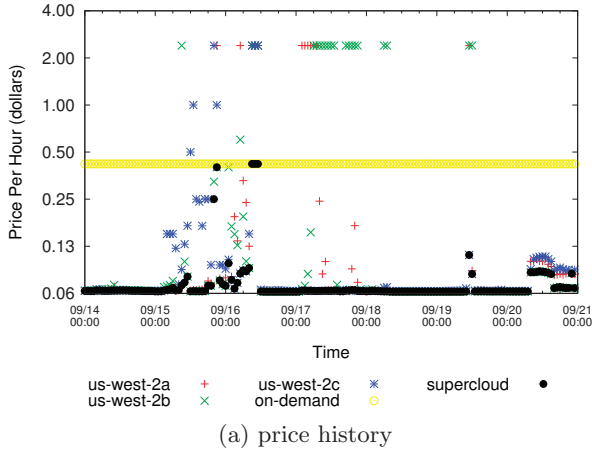 4.00
2.00
1.00
0.50
0.25
0.13
0.06
Price Per Hour (dollars)
09/14 00:00 09/15 00:00 09/16 00:00 09/17 00:00 09/18 00:00 09/19 00:00 09/20 00:00 09/21 00:00
Time
us-west-2a us-west-2c supercloud
us-west-2b on-demand
(a) price history